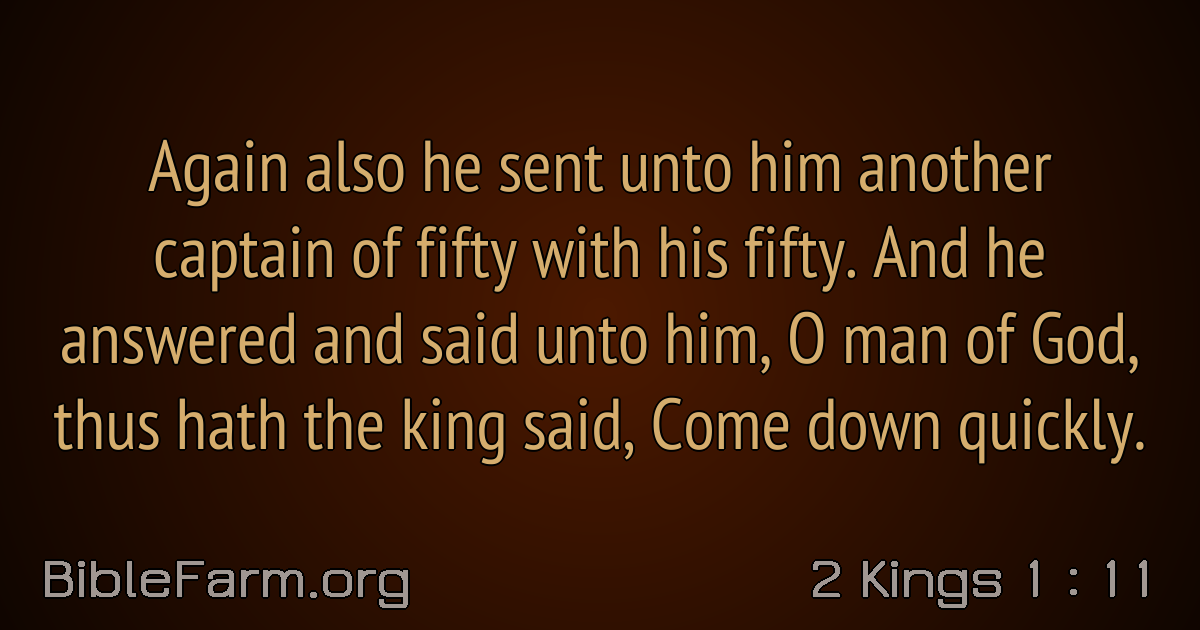 Again also he sent unto him another
captain of fifty with his fifty. And he
answered and said unto him, O man of God,
thus hath the king said, Come down quickly.
BibleFarm.org
2 Kings 1 : 11